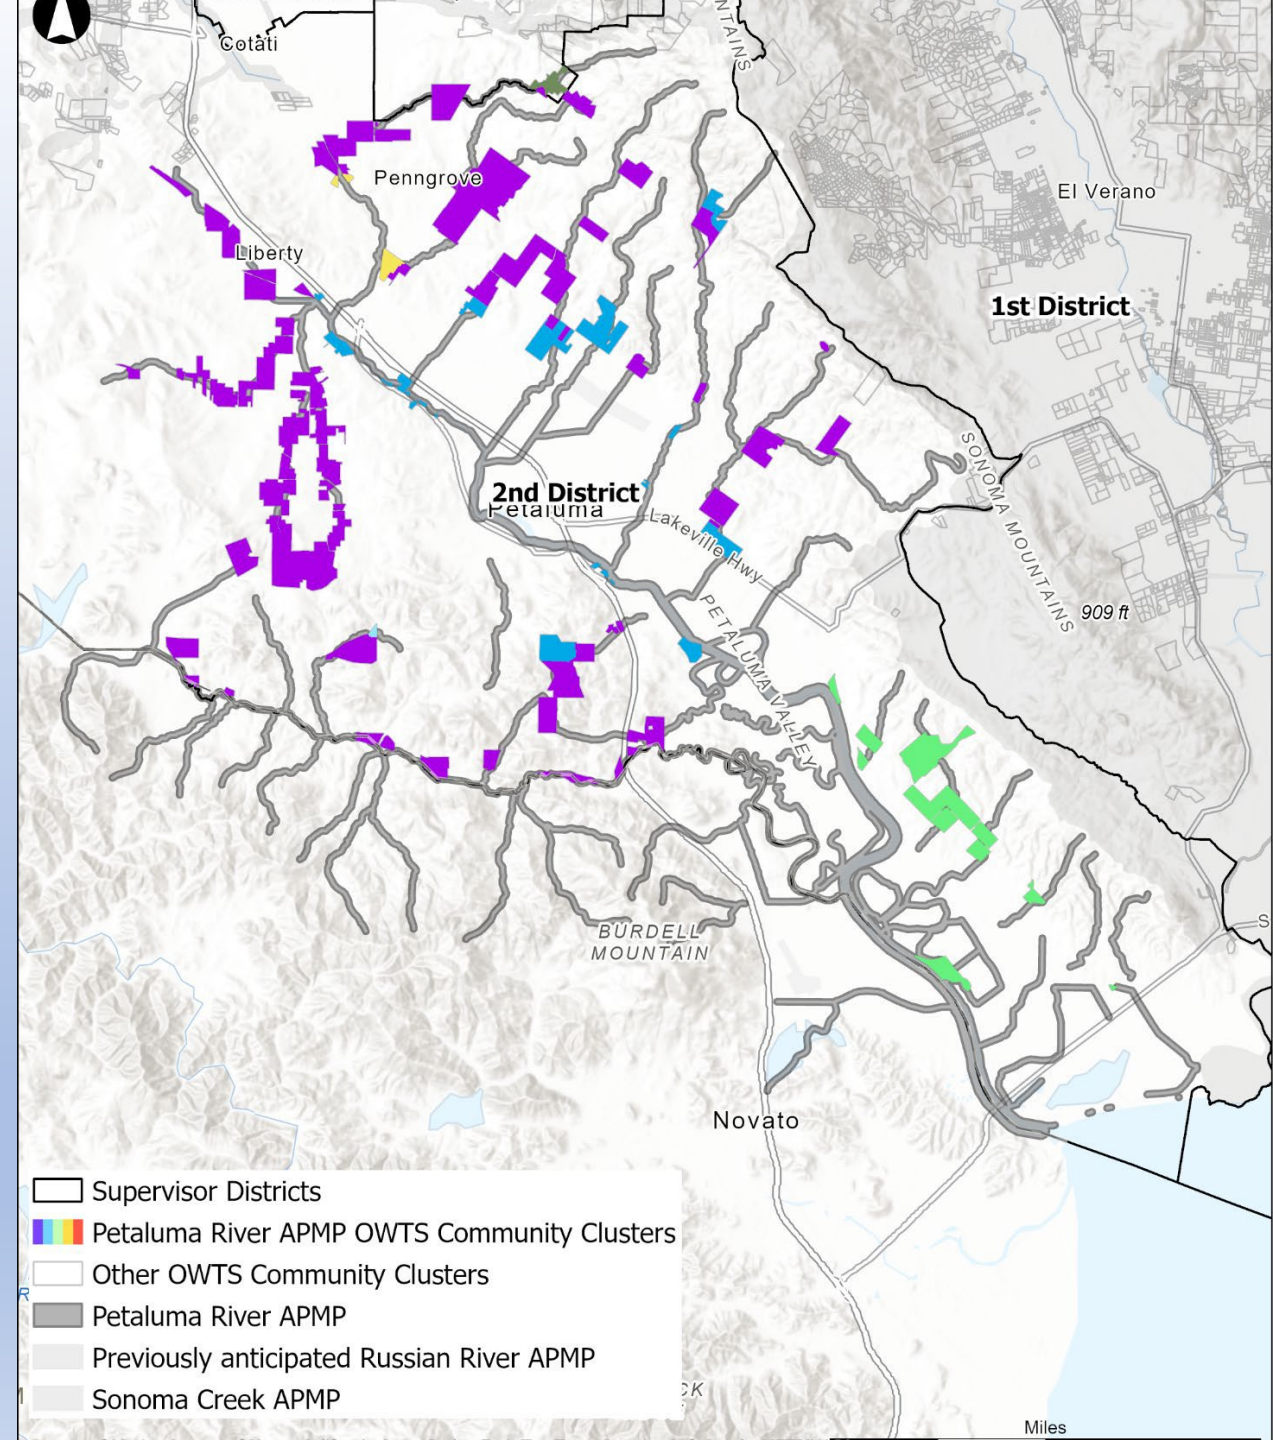 NTAINS
Cotati
Penngrove
El Verano
Liberty
1st District
2nd District
Petaluma
Lakeville Hwy
SONOMA MOUNTAINS
909 ft
PETALUMA VALLEY
BURDELL
MOUNTAIN
S
Novato
Supervisor Districts
Petaluma River APMP OWTS Community Clusters
Other OWTS Community Clusters
R
Petaluma River APMP
Previously anticipated Russian River APMP
CK
Sonoma Creek APMP
Miles